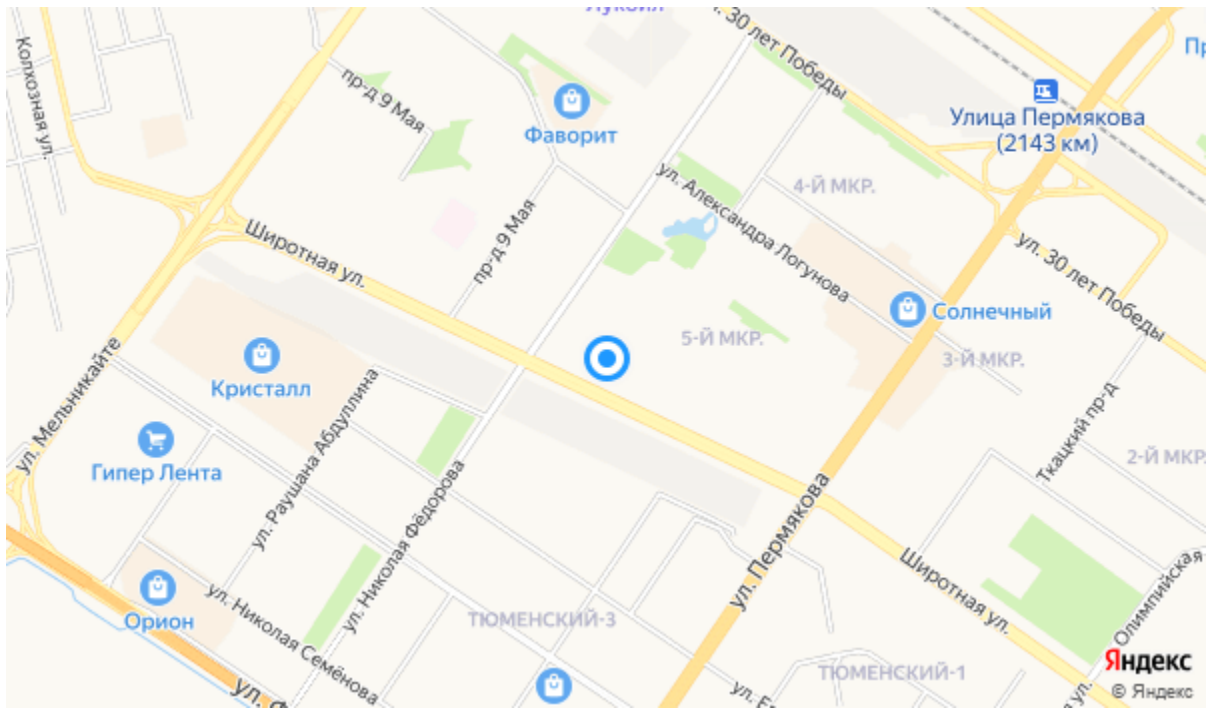 Лукойл
ул. 30 лет Победы
Колхозная ул.
пр-д 9 Мая
Фаворит
Улица Пермякова
(2143 км)
ул. Александра Логунова
4-Й МКР.
Широтная ул.
пр-д 9 Мая
ул. 30 лет Победы
Солнечный
5-Й МКР.
3-Й МКР.
ул. Мельникайте
Кристалл
Гипер Лента
ул. Раушана Абдуллина
ул. Николая Фёдорова
Ткацкий пр-д
2-Й МКР
ул. Пермякова
Широтная ул.
Олимпийская
Орион
ул. Николая Семёнова
ТЮМЕНСКИЙ-3
ТЮМЕНСКИЙ-1
ул.
ул.
Яндекс
© Яндекс